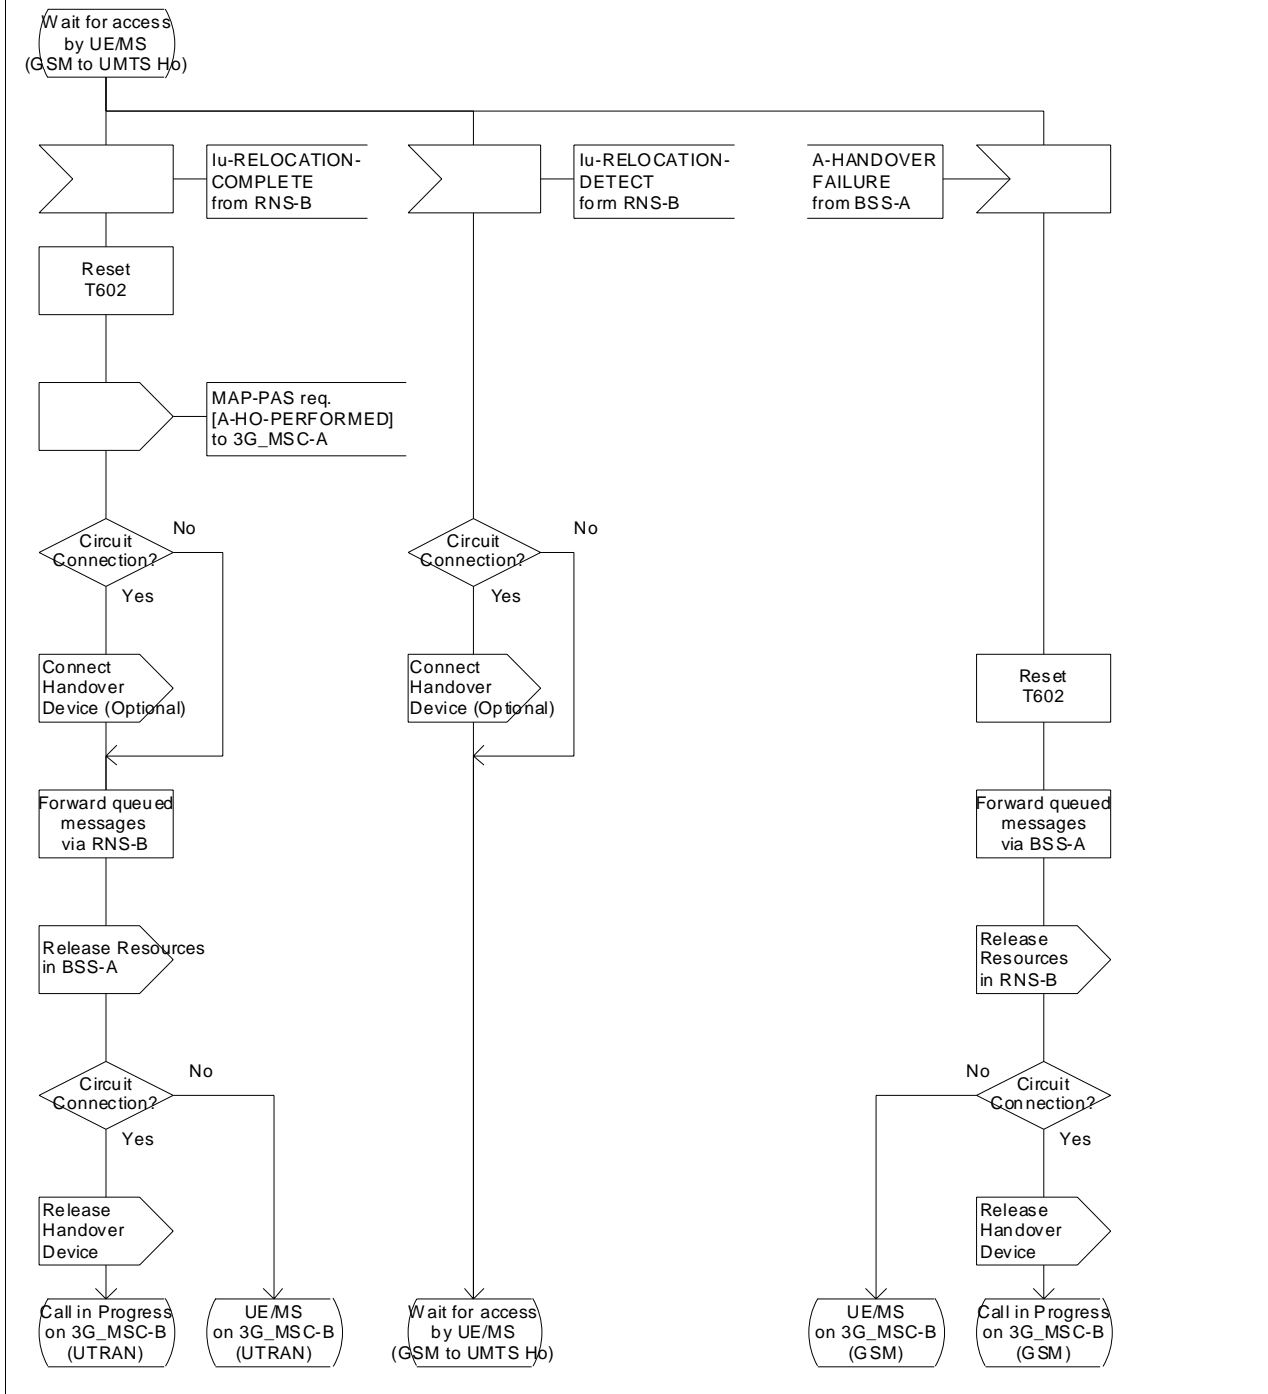 Wait for access
by UE/MS
(GSM to UMTS Ho)
Iu-RELOCATION-
COMPLETE
from RNS-B
Iu-RELOCATION-
DETECT
form RNS-B
A-HANDOVER
FAILURE
from BSS-A
Reset
T602
MAP-PAS req.
[A-HO-PERFORMED]
to 3G_MSC-A
No
Circuit
Connection?
Yes
No
Circuit
Connection?
Yes
Connect
Handover
Device (Optional)
Connect
Handover
Device (Optional)
Reset
T602
Forward queued
messages
via RNS-B
Forward queued
messages
via BSS-A
Release Resources
in BSS-A
Release
Resources
in RNS-B
No
Circuit
Connection?
Yes
No
Circuit
Connection?
Yes
Release
Handover
Device
Release
Handover
Device
Call in Progress
on 3G_MSC-B
(UTRAN)
UE/MS
on 3G_MSC-B
(UTRAN)
Wait for access
by UE/MS
(GSM to UMTS Ho)
UE/MS
on 3G_MSC-B
(GSM)
Call in Progress
on 3G_MSC-B
(GSM)